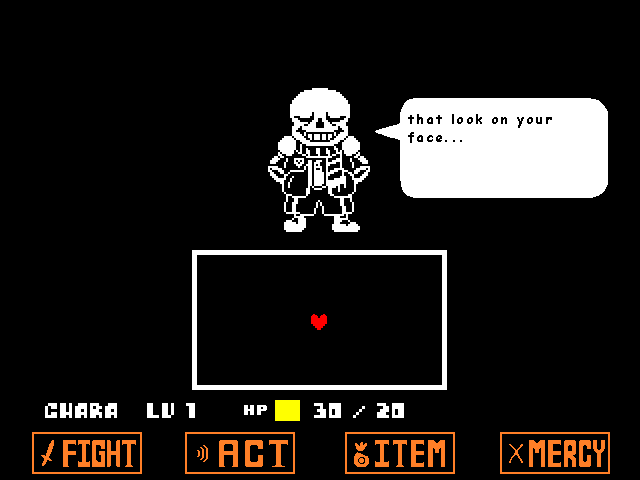 that look on your
face...
CHARA LV 1 HP 30 / 20
FIGHT ACT ITEM MERCY